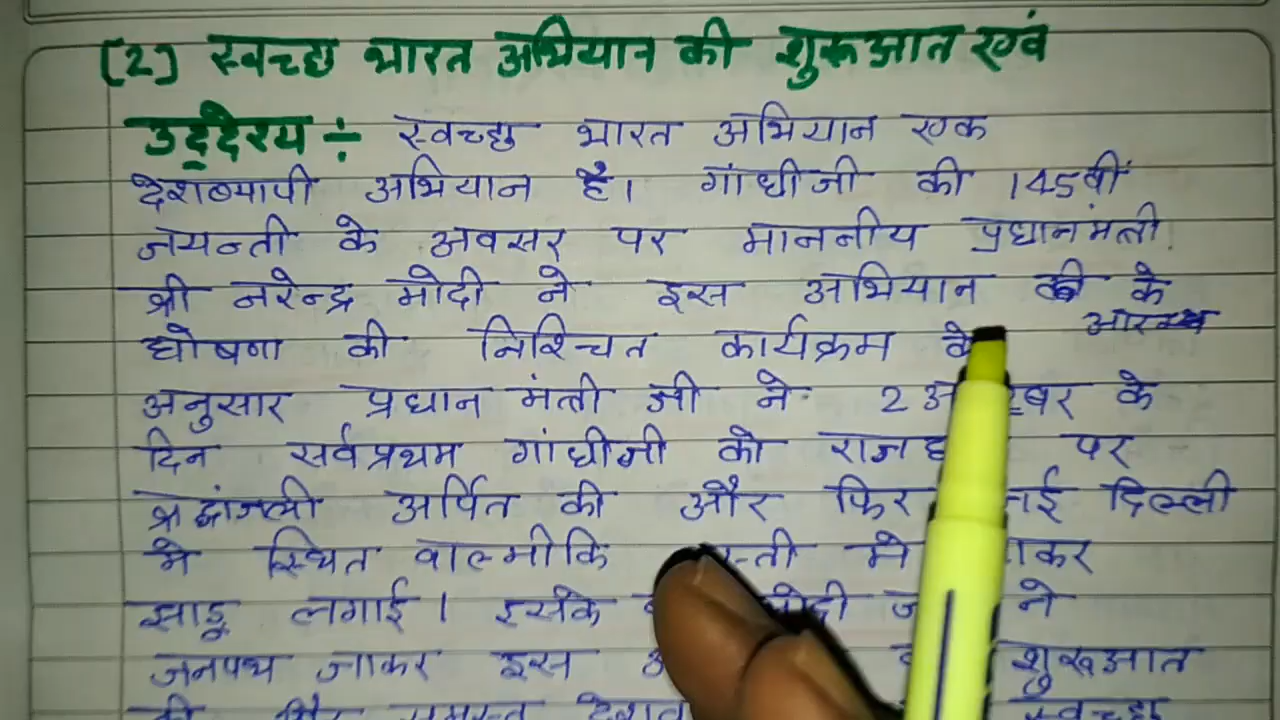 (2) स्वच्छ भारत अभियान की शुरूआत एवं
उद्देश्य ÷ स्वच्छ भारत अभियान एक
देशव्यापी अभियान है। गांधीजी की 145वीं
जयन्ती के अवसर पर माननीय प्रधानमंत्री
श्री नरेन्द्र मोदी ने इस अभियान के
आरम्भ
घोषणा की निश्चित कार्यक्रम के
अनुसार प्रधान मंत्री जी ने 2 के
दिन सर्वप्रथम गांधीजी को पर
श्रद्धांजली अर्पित की और फिर दिल्ली
मे स्थित वाल्मीकि मे
झाडू लगाई। इसके ने
जनपथ जाकर इस शुरूआत
स्वच्छ